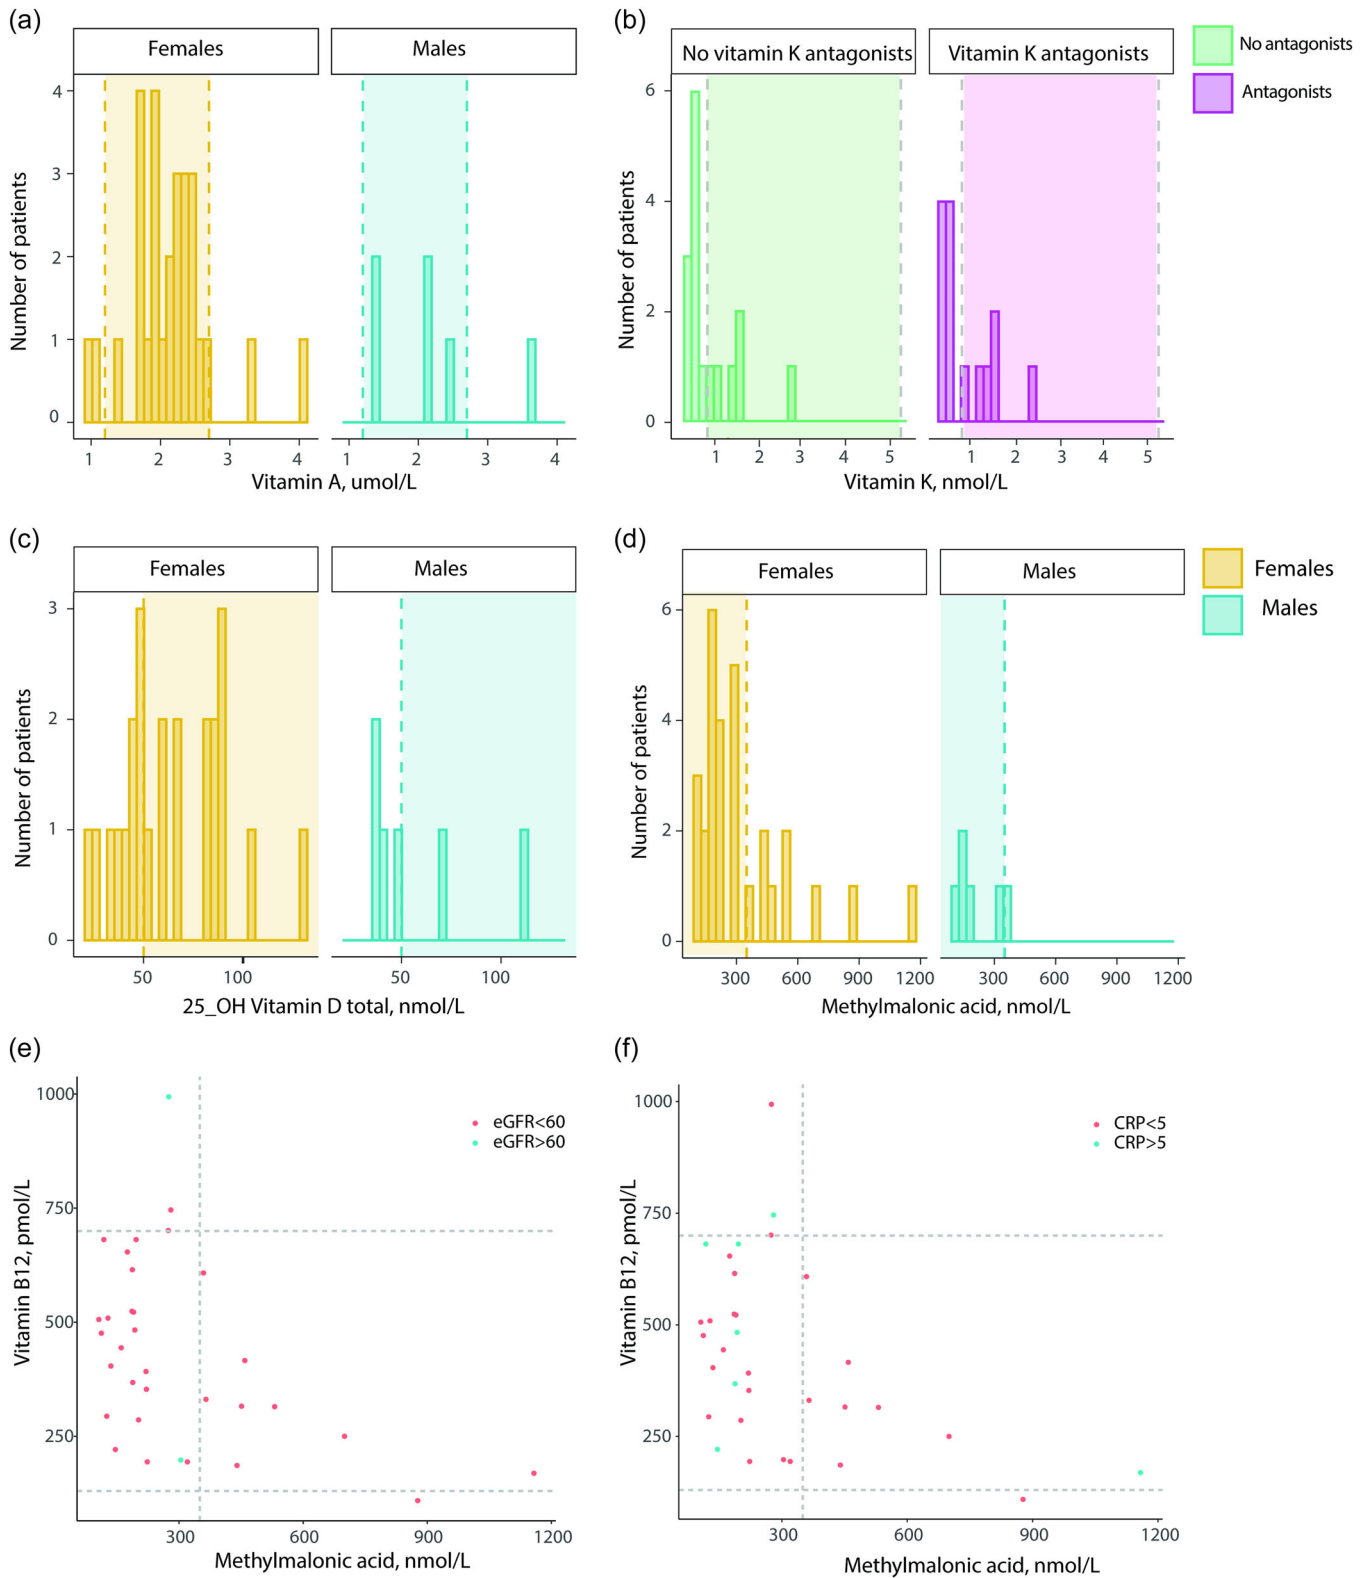 (a)
Females
Males
4
3
2
1
0
Number of patients
1 2 3 4
1 2 3 4
Vitamin A, umol/L
(b)
No vitamin K antagonists
Vitamin K antagonists
No antagonists
Antagonists
6
4
2
0
Number of patients
1 2 3 4 5
1 2 3 4 5
Vitamin K, nmol/L
(c)
Females
Males
3
2
1
0
Number of patients
50 100
50 100
25_OH Vitamin D total, nmol/L
(d)
Females
Males
Females
Males
6
4
2
0
Number of patients
300 600 900 1200
300 600 900 1200
Methylmalonic acid, nmol/L
(e)
1000
750
500
250
Vitamin B12, pmol/L
eGFR<60
eGFR>60
300 600 900 1200
Methylmalonic acid, nmol/L
(f)
1000
750
500
250
Vitamin B12, pmol/L
CRP<5
CRP>5
300 600 900 1200
Methylmalonic acid, nmol/L